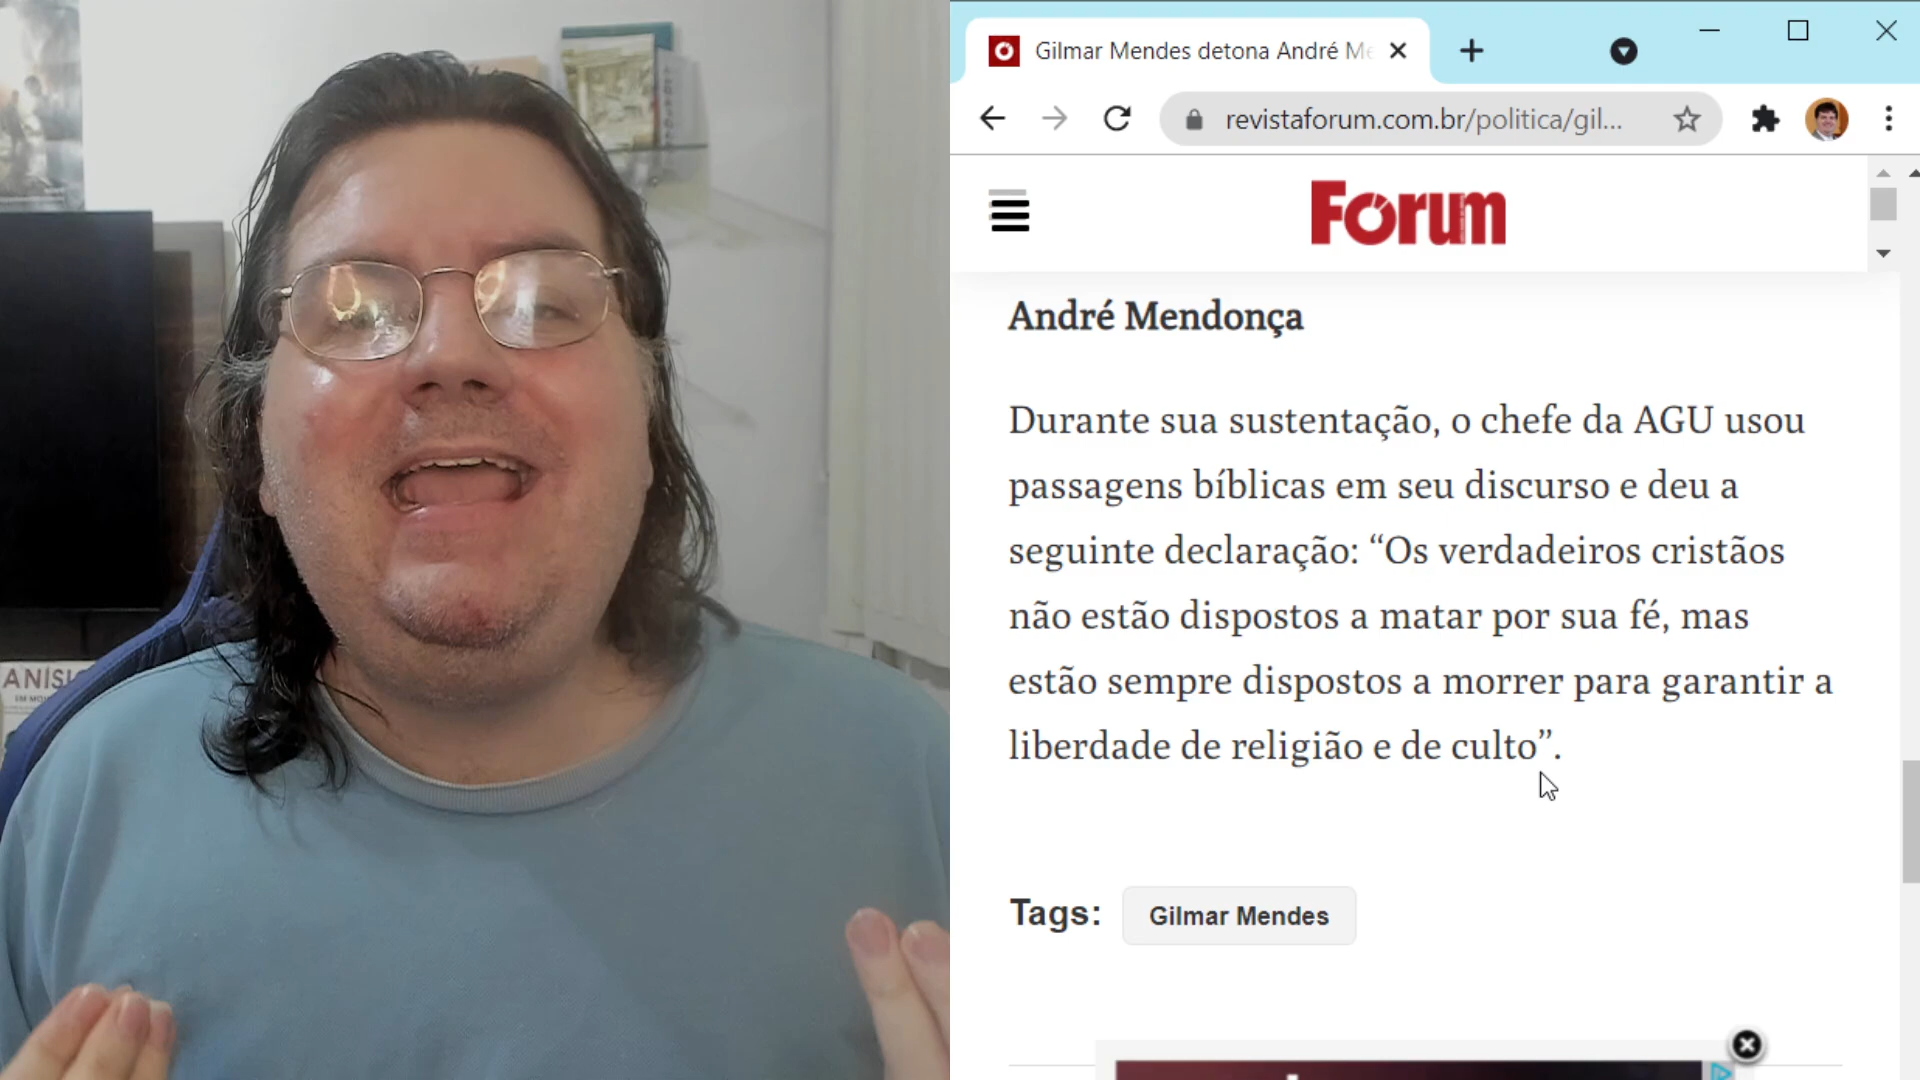 Gilmar Mendes detona André Me
revistaforum.com.br/politica/gil...
Forum
André Mendonça
Durante sua sustentação, o chefe da AGU usou
passagens bíblicas em seu discurso e deu a
seguinte declaração: “Os verdadeiros cristãos
não estão dispostos a matar por sua fé, mas
estão sempre dispostos a morrer para garantir a
liberdade de religião e de culto”.
Tags: Gilmar Mendes